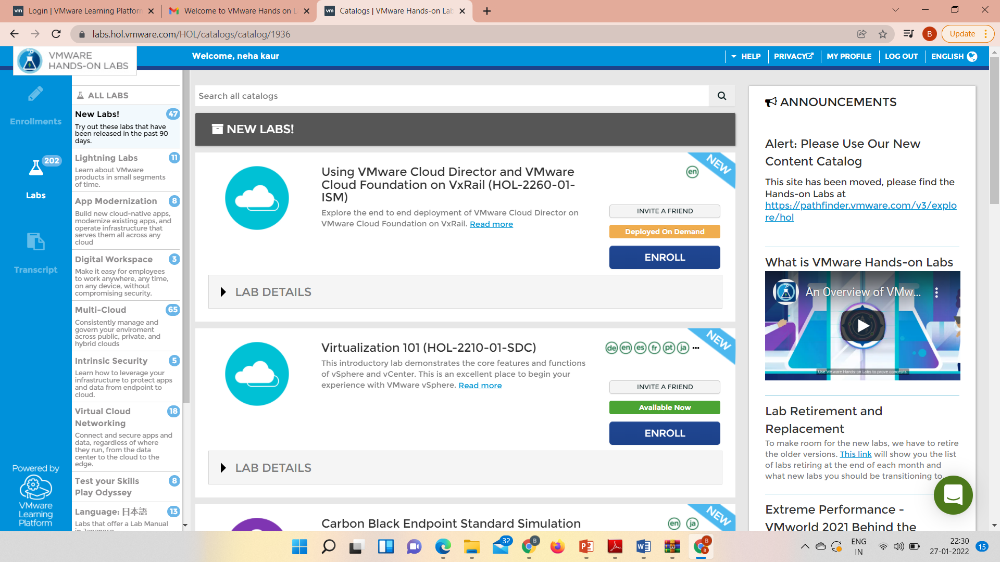 Login | VMware Learning Platform
Welcome to VMware Hands on L
Catalogs | VMware Hands-on Lab
labs.hol.vmware.com/HOL/catalogs/catalog/1936
B
Update
VMWARE
HANDS-ON LABS
Welcome, neha kaur
HELP
PRIVACY
MY PROFILE
LOG OUT
ENGLISH
Enrollments
202
Labs
Transcript
Powered by
VMware
Learning
Platform
ALL LABS
New Labs! 47
Try out these labs that have
been released in the past 90
days.
Lightning Labs 11
Learn about VMware
products in small segments
of time.
App Modernization 8
Build new cloud-native apps,
modernize existing apps, and
operate infrastructure that
serves them all across any
cloud
Digital Workspace 3
Make it easy for employees
to work anywhere, any time,
on any device, without
compromising security.
Multi-Cloud 65
Consistently manage and
govern your enviroment
across public, private, and
hybrid clouds
Intrinsic Security 5
Learn how to leverage your
infrastructure to protect apps
and data from endpoint to
cloud.
Virtual Cloud 18
Networking
Connect and secure apps and
data, regardless of where
they run, from the data
center to the cloud to the
edge.
Test your Skills 8
Play Odyssey
Language: 日本語 13
Labs that offer a Lab Manual
in Japanese
Search all catalogs
NEW LABS!
NEW
Using VMware Cloud Director and VMware
Cloud Foundation on VxRail (HOL-2260-01-
ISM)
en
Explore the end to end deployment of VMware Cloud Director on
VMware Cloud Foundation on VxRail. Read more
INVITE A FRIEND
Deployed On Demand
ENROLL
LAB DETAILS
NEW
Virtualization 101 (HOL-2210-01-SDC)
de en es fr pt ja ...
This introductory lab demonstrates the core features and functions
of vSphere and vCenter. This is an excellent place to begin your
experience with VMware vSphere. Read more
INVITE A FRIEND
Available Now
ENROLL
LAB DETAILS
NEW
Carbon Black Endpoint Standard Simulation
en ja
ANNOUNCEMENTS
Alert: Please Use Our New
Content Catalog
This site has been moved, please find the
Hands-on Labs at
https://pathfinder.vmware.com/v3/explo
re/hol
What is VMware Hands-on Labs
An Overview of VMw...
Use VMware Hands-on Labs to prove concepts,
Lab Retirement and
Replacement
To make room for the new labs, we have to retire
the older versions. This link will show you the list
of labs retiring at the end of each month and
what new labs you should be transitioning to.
Extreme Performance -
VMworld 2021 Behind the
32
B
B
B
ENG
IN
22:30
27-01-2022
15